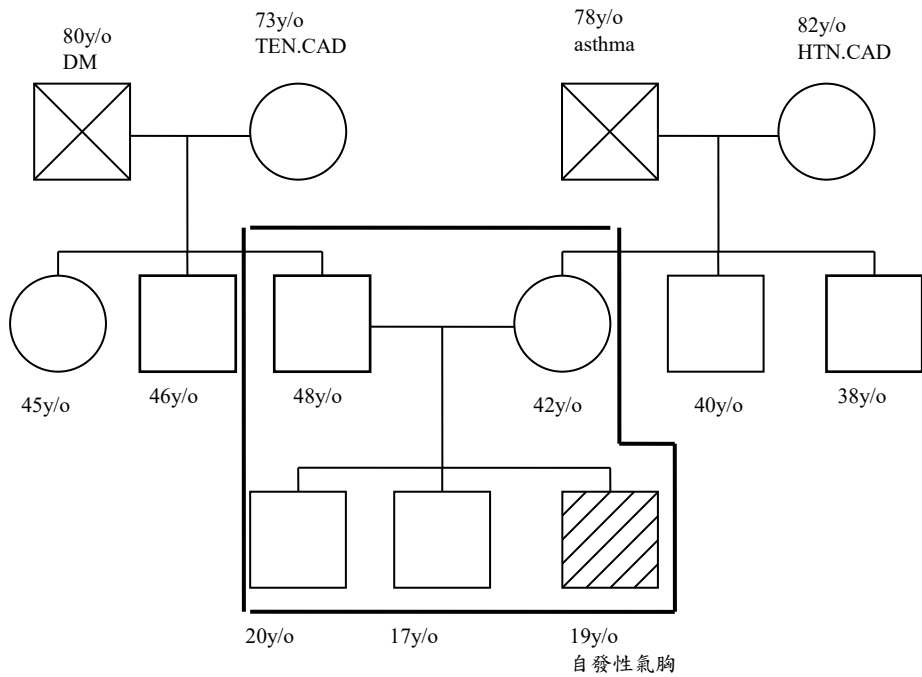 80y/o
DM
73y/o
TEN.CAD
78y/o
asthma
82y/o
HTN.CAD
45y/o
46y/o
48y/o
42y/o
40y/o
38y/o
20y/o
17y/o
19y/o
自發性氣胸